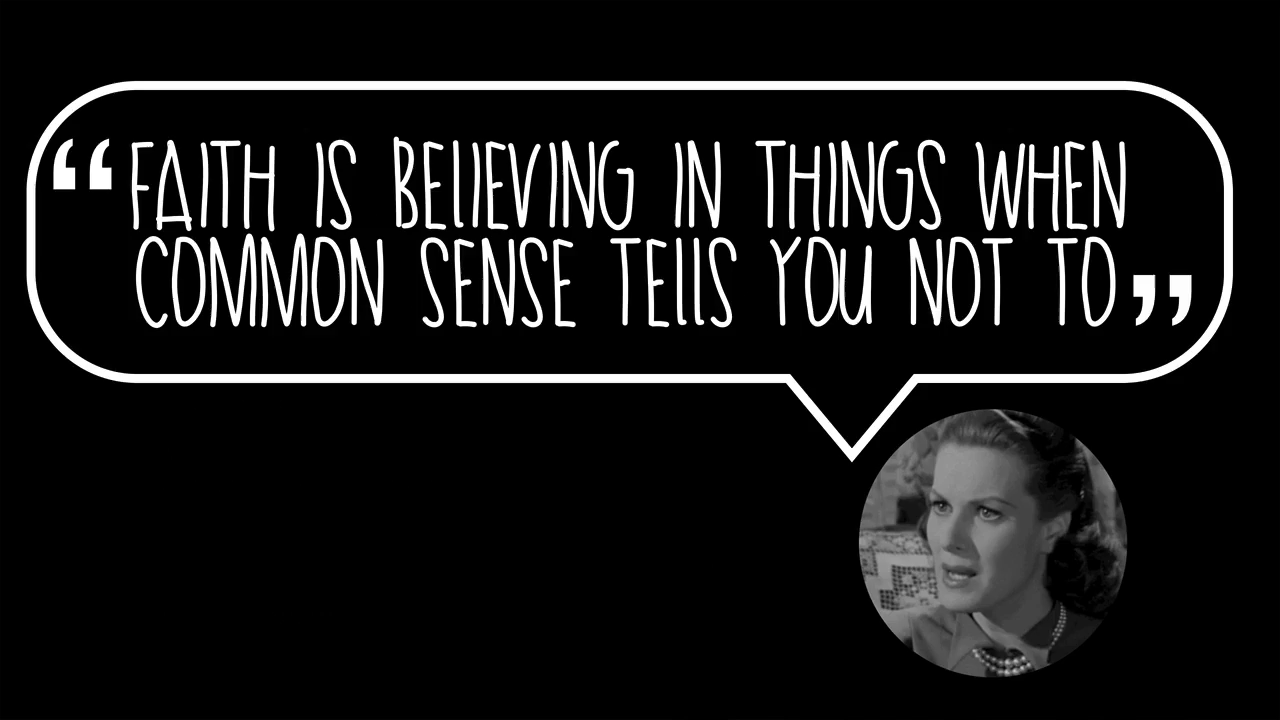 “FAITH IS BELIEVING IN THINGS WHEN
COMMON SENSE TELLS YOU NOT TO”